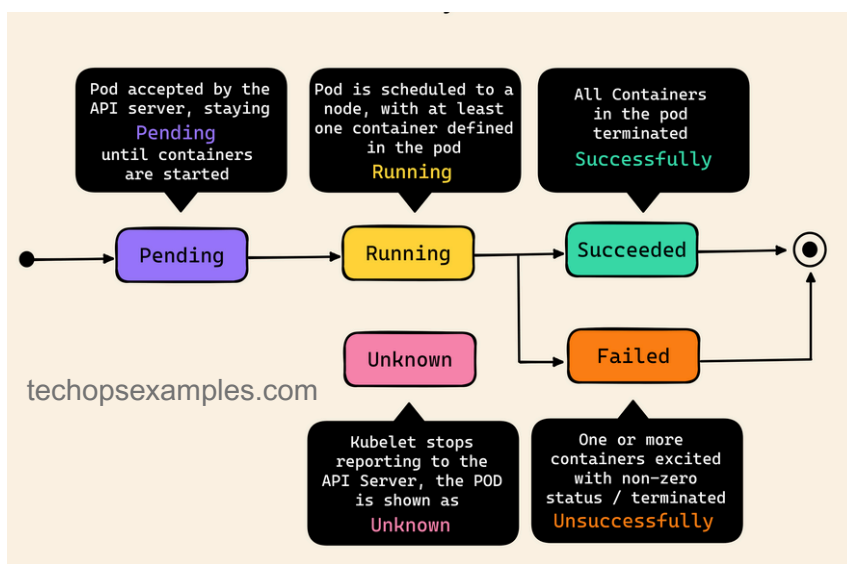 Pod accepted by the
API server, staying
Pending
until containers
are started
Pod is scheduled to a
node, with at least
one container defined
in the pod
Running
All Containers
in the pod
terminated
Successfully
Pending
Running
Succeeded
Unknown
Failed
techopsexamples.com
Kubelet stops
reporting to the
API Server, the POD
is shown as
Unknown
One or more
containers excited
with non-zero
status / terminated
Unsuccessfully